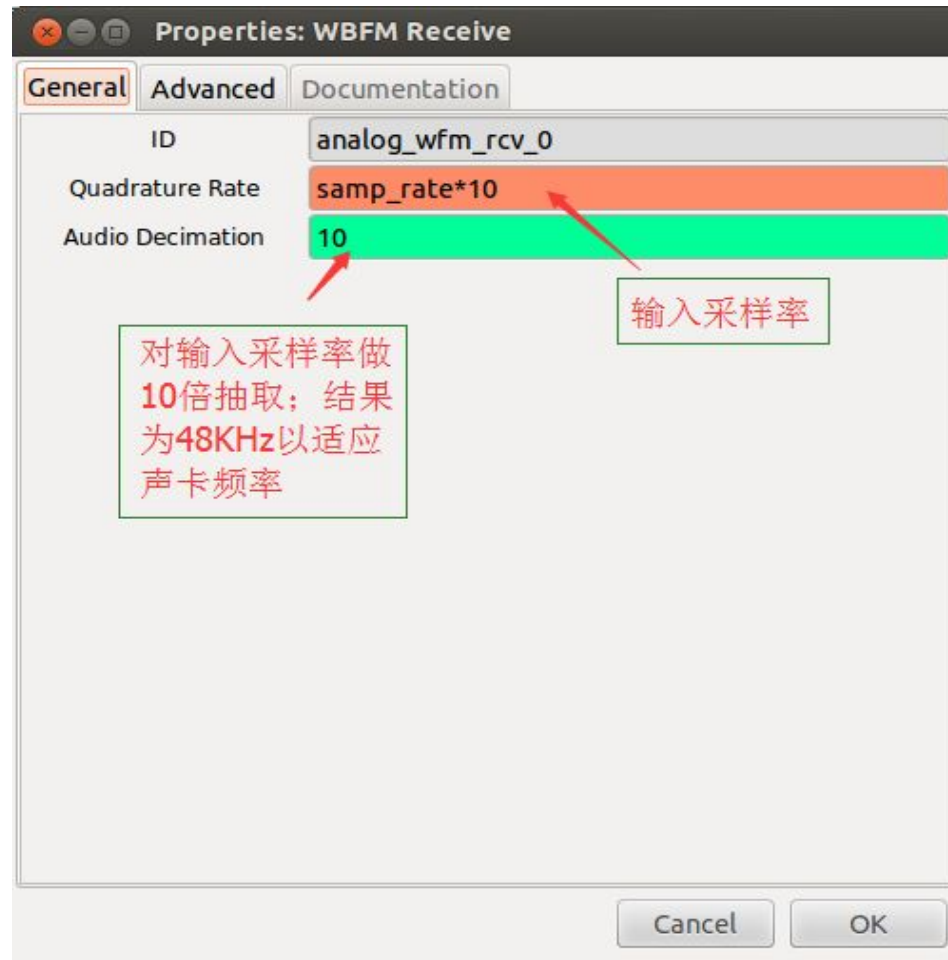 Properties: WBFM Receive
General Advanced Documentation
ID analog_wfm_rcv_0
Quadrature Rate samp_rate*10
Audio Decimation 10
输入采样率
对输入采样率做
10倍抽取；结果
为48KHz以适应
声卡频率
Cancel OK